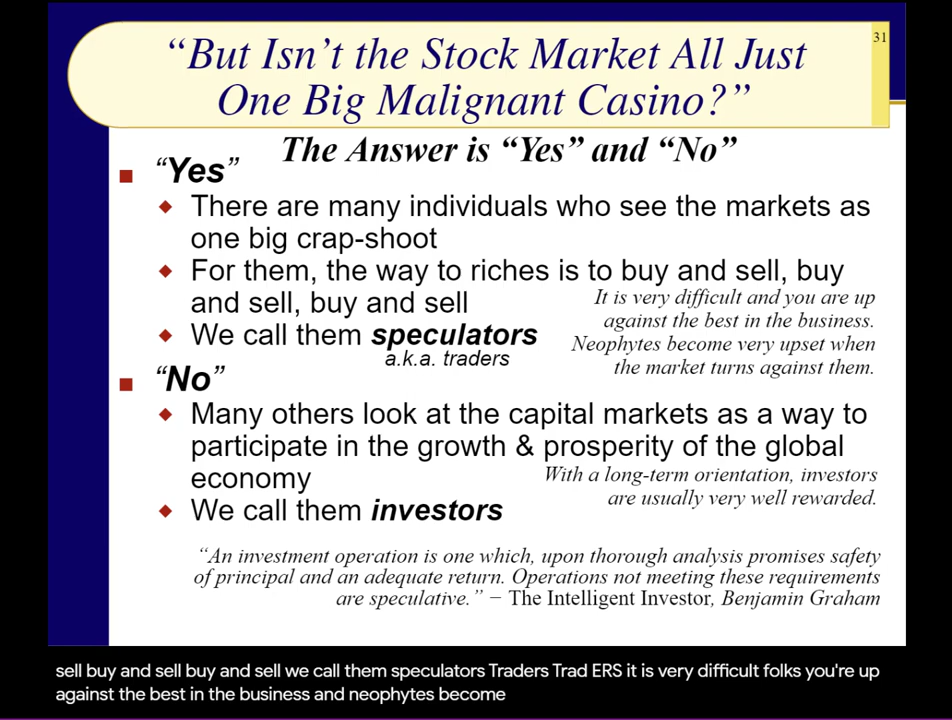 31
“But Isn’t the Stock Market All Just
One Big Malignant Casino?”
The Answer is “Yes” and “No”
“Yes”
There are many individuals who see the markets as
one big crap-shoot
For them, the way to riches is to buy and sell, buy
and sell, buy and sell
It is very difficult and you are up
against the best in the business.
Neophytes become very upset when
the market turns against them.
We call them speculators
a.k.a. traders
“No”
Many others look at the capital markets as a way to
participate in the growth & prosperity of the global
economy
With a long-term orientation, investors
are usually very well rewarded.
We call them investors
“An investment operation is one which, upon thorough analysis promises safety
of principal and an adequate return. Operations not meeting these requirements
are speculative.” – The Intelligent Investor, Benjamin Graham
sell buy and sell buy and sell we call them speculators Traders Trad ERS it is very difficult folks you're up
against the best in the business and neophytes become